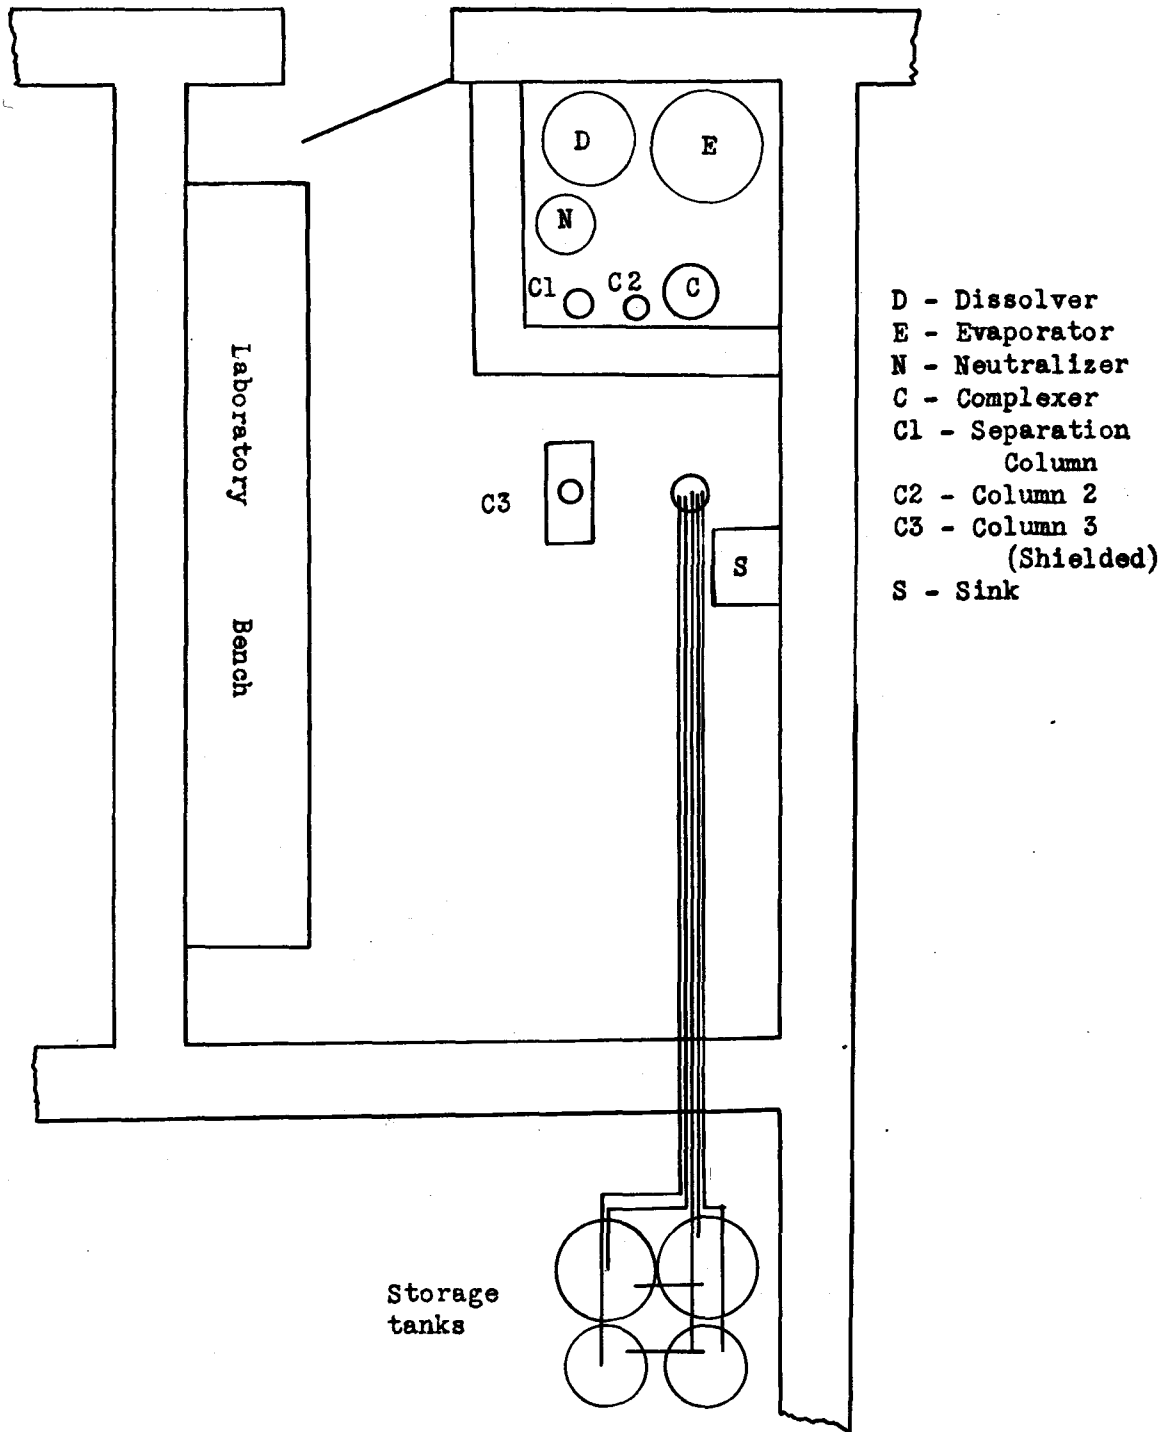 D
E
N
C1
C2
C
C3
S
Laboratory Bench
Storage
tanks
D - Dissolver
E - Evaporator
N - Neutralizer
C - Complexer
C1 - Separation
Column
C2 - Column 2
C3 - Column 3
(Shielded)
S - Sink